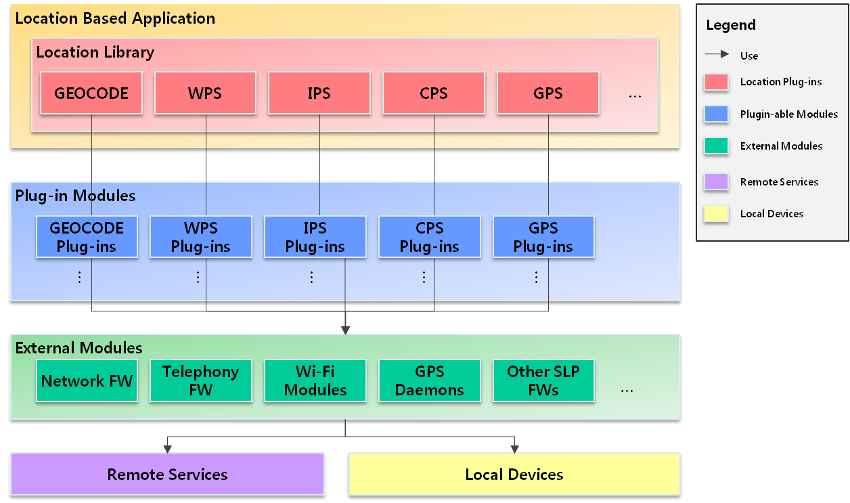 Location Based Application
Location Library
GEOCODE
WPS
IPS
CPS
GPS
...
Plug-in Modules
GEOCODE
Plug-ins
WPS
Plug-ins
IPS
Plug-ins
CPS
Plug-ins
GPS
Plug-ins
External Modules
Network FW
Telephony
FW
Wi-Fi
Modules
GPS
Daemons
Other SLP
FWs
...
Remote Services
Local Devices
Legend
Use
Location Plug-ins
Plugin-able Modules
External Modules
Remote Services
Local Devices